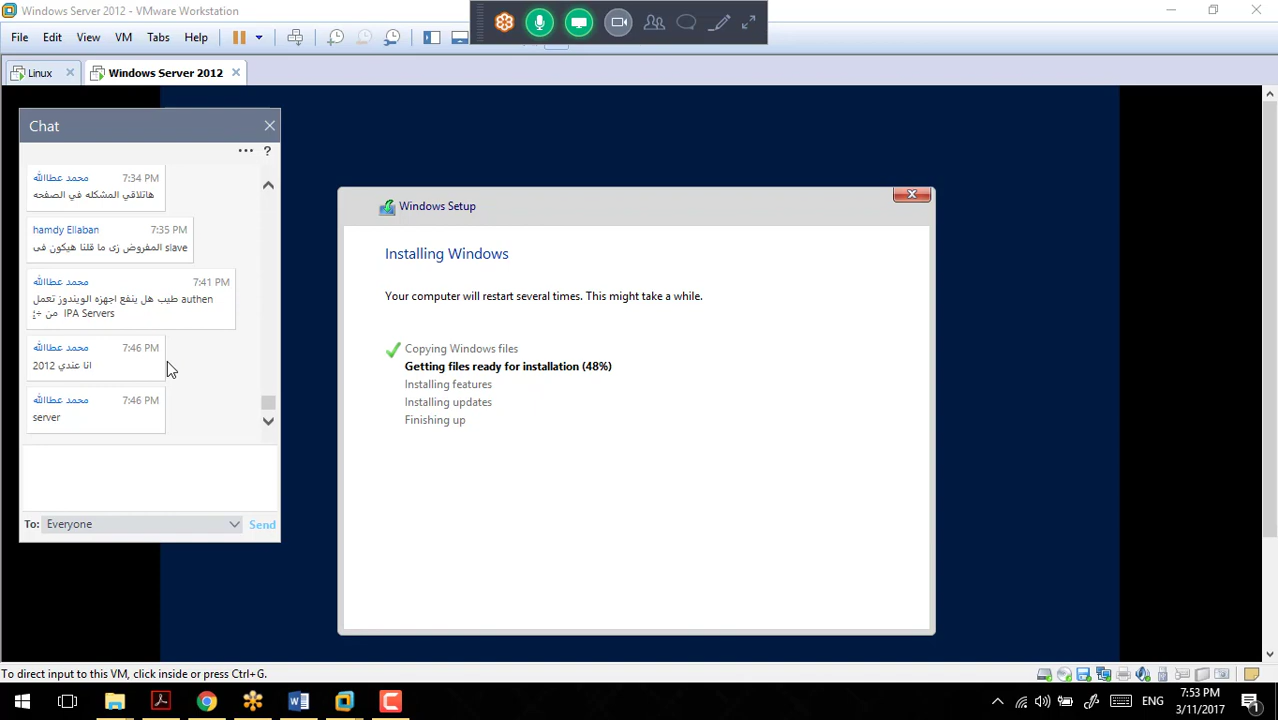 Windows Server 2012 - VMware Workstation
File Edit View VM Tabs Help
Linux
Windows Server 2012
Chat
... ?
محمد عطاالله 7:34 PM
هاتلاقي المشكله في الصفحه
hamdy Ellaban 7:35 PM
المفروض زى ما قلنا هيكون فى slave
محمد عطاالله 7:41 PM
طيب هل ينفع اجهزه الويندوز تعمل authen
من IPA Servers
محمد عطاالله 7:46 PM
انا عندي 2012
محمد عطاالله 7:46 PM
server
To: Everyone Send
Windows Setup
Installing Windows
Your computer will restart several times. This might take a while.
Copying Windows files
Getting files ready for installation (48%)
Installing features
Installing updates
Finishing up
To direct input to this VM, click inside or press Ctrl+G.
ENG
7:53 PM
3/11/2017
1